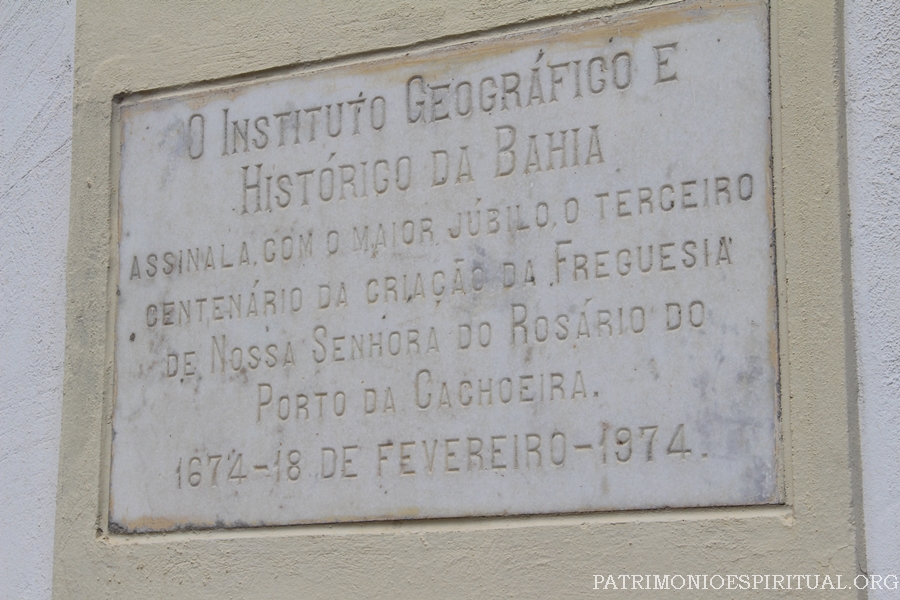 O Instituto Geográfico e
Histórico da Bahia
assinala, com o maior júbilo, o terceiro
centenário da criação da Freguesia
de Nossa Senhora do Rosário do
Porto da Cachoeira.
1674-18 de fevereiro-1974.
PATRIMONIOESPIRITUAL.ORG